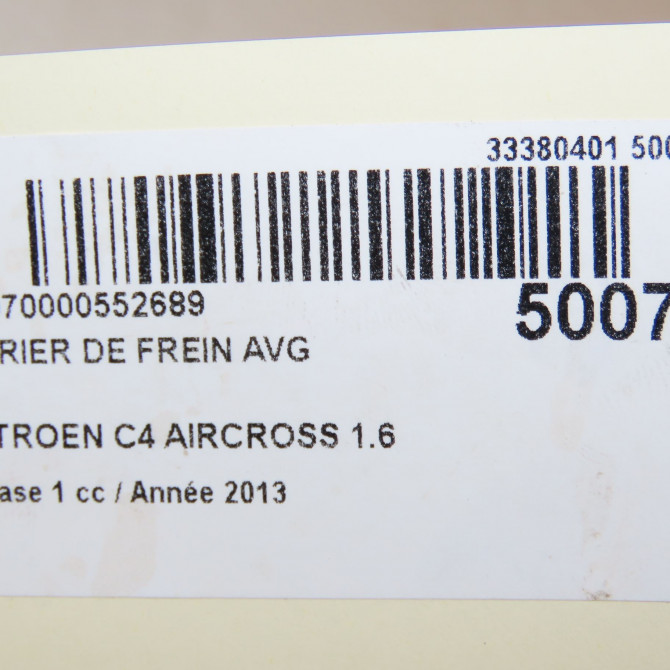 33380401 500
70000552689
5007
RIER DE FREIN AVG
TROEN C4 AIRCROSS 1.6
ase 1 cc / Année 2013